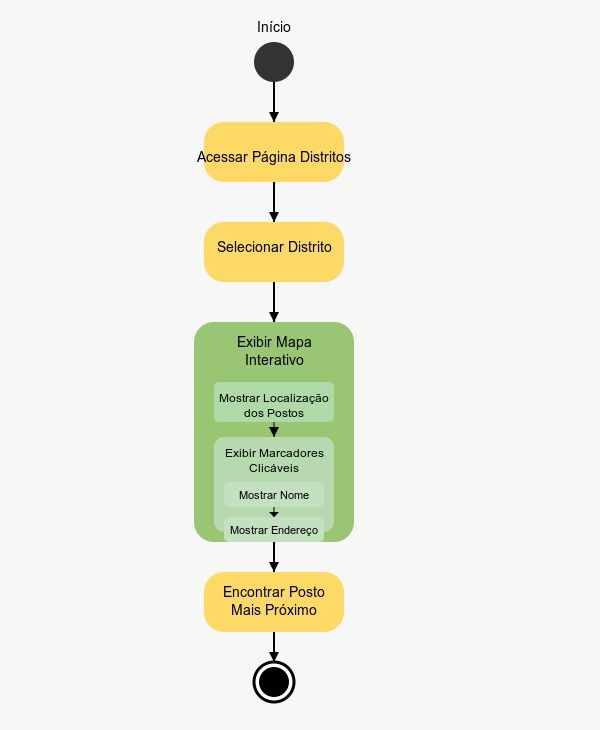 Início
Acessar Página Distritos
Selecionar Distrito
Exibir Mapa
Interativo
Mostrar Localização
dos Postos
Exibir Marcadores
Clicáveis
Mostrar Nome
Mostrar Endereço
Encontrar Posto
Mais Próximo